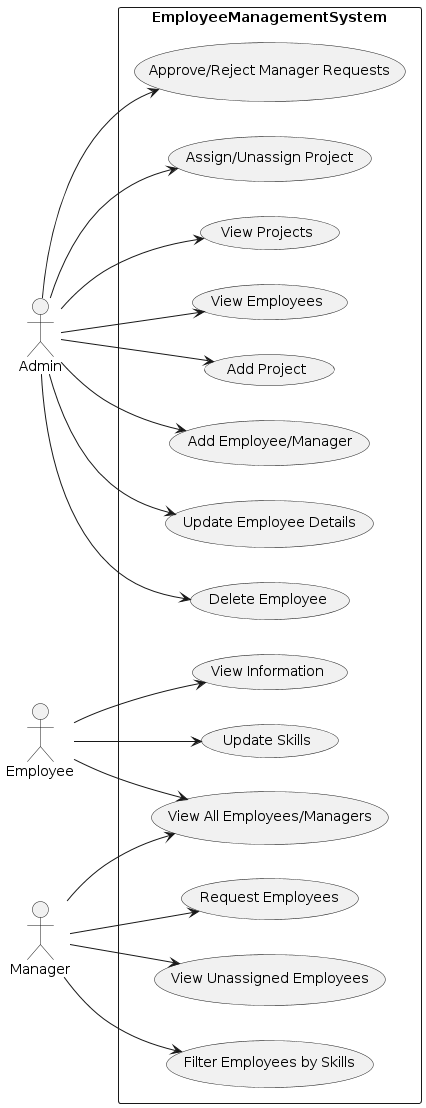 EmployeeManagementSystem
Approve/Reject Manager Requests
Assign/Unassign Project
View Projects
View Employees
Admin
Add Project
Add Employee/Manager
Update Employee Details
Delete Employee
View Information
Update Skills
Employee
View All Employees/Managers
Request Employees
Manager
View Unassigned Employees
Filter Employees by Skills